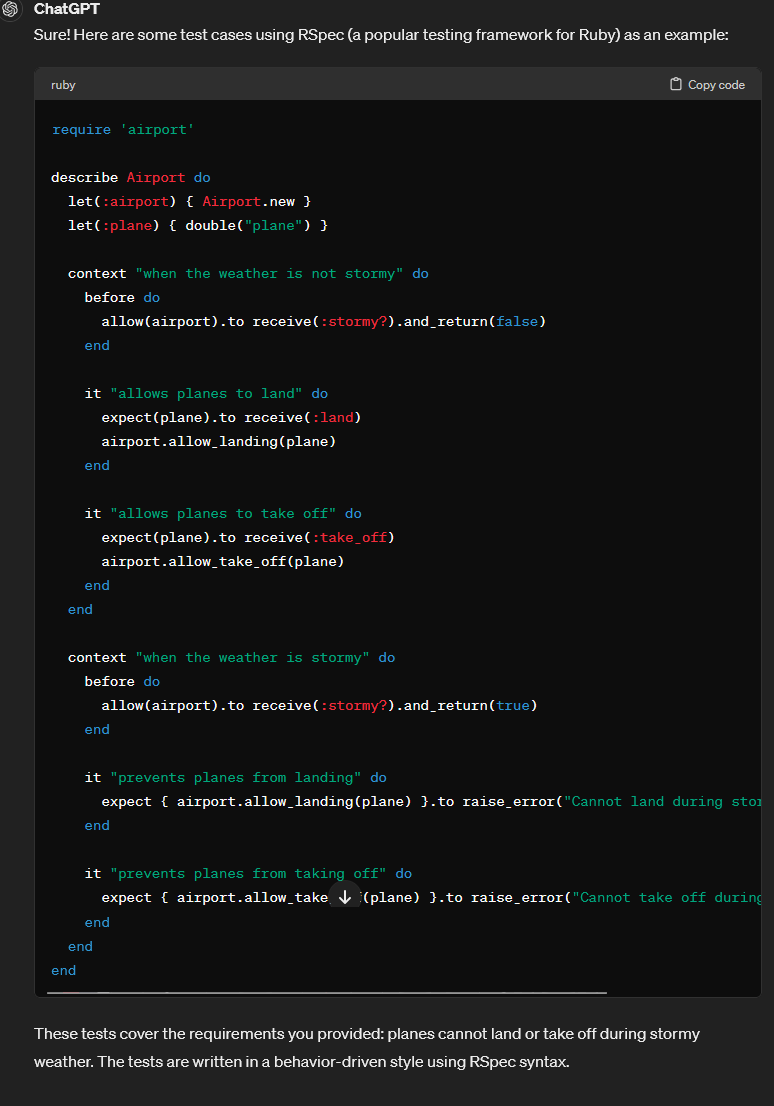 ChatGPT
Sure! Here are some test cases using RSpec (a popular testing framework for Ruby) as an example:
ruby
Copy code
require 'airport'
describe Airport do
let(:airport) { Airport.new }
let(:plane) { double("plane") }
context "when the weather is not stormy" do
before do
allow(airport).to receive(:stormy?).and_return(false)
end
it "allows planes to land" do
expect(plane).to receive(:land)
airport.allow_landing(plane)
end
it "allows planes to take off" do
expect(plane).to receive(:take_off)
airport.allow_take_off(plane)
end
end
context "when the weather is stormy" do
before do
allow(airport).to receive(:stormy?).and_return(true)
end
it "prevents planes from landing" do
expect { airport.allow_landing(plane) }.to raise_error("Cannot land during
end
it "prevents planes from taking off" do
expect { airport.allow_take (plane) }.to raise_error("Cannot take off during
end
end
end
These tests cover the requirements you provided: planes cannot land or take off during stormy
weather. The tests are written in a behavior-driven style using RSpec syntax.